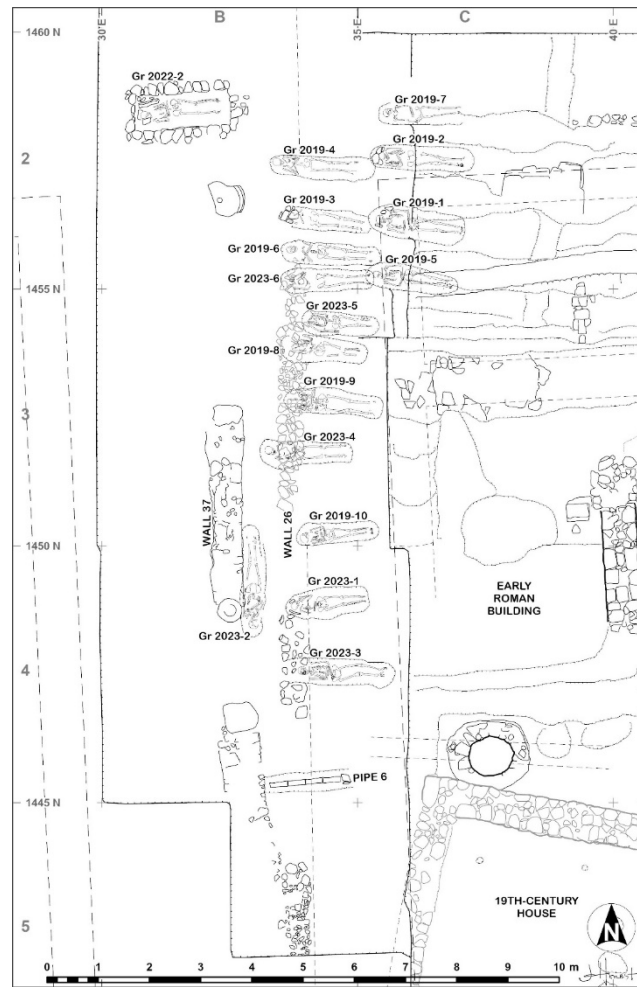 B
C
1460 N
30'E
35 E
40 E
Gr 2022-2
Gr 2019-7
Gr 2019-4
Gr 2019-2
2
Gr 2019-3
Gr 2019-1
Gr 2019-6
Gr 2019-5
Gr 2023-6
1455 N
Gr 2023-5
Gr 2019-8
Gr 2019-9
3
Gr 2023-4
WALL 37
WALL 26
Gr 2019-10
1450 N
EARLY
ROMAN
BUILDING
Gr 2023-1
Gr 2023-2
Gr 2023-3
4
PIPE 6
1445 N
19TH-CENTURY
HOUSE
5
N
0 1 2 3 4 5 6 7 8 9 10 m